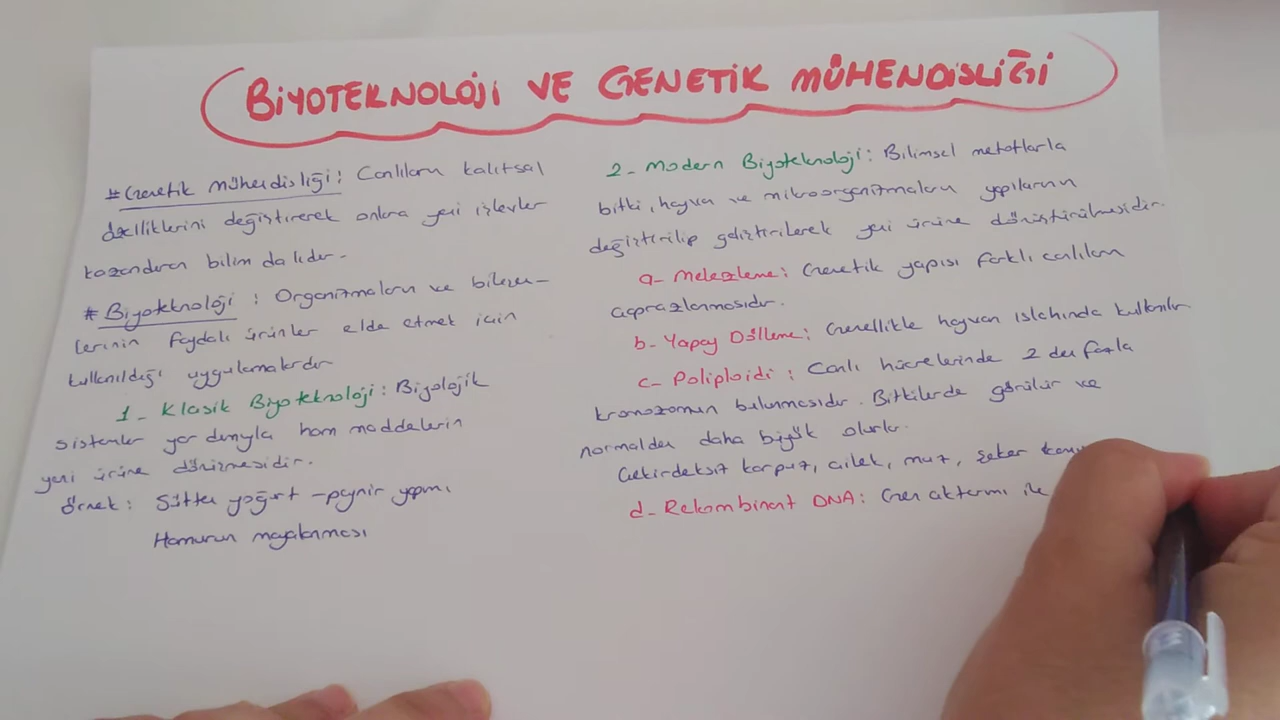 BİYOTEKNOLOJİ VE GENETİK MÜHENDİSLİĞİ
# Genetik mühendisliği: Canlıların kalıtsal
özelliklerini değiştirerek onlara yeni işlevler
kazandıran bilim dalıdır.
# Biyoteknoloji: Organizmaların ve bileşen-
lerinin faydalı ürünler elde etmek için
kullanıldığı uygulamalardır
1- Klasik Biyoteknoloji: Biyolojik
sistemler yardımıyla ham maddelerin
yeni ürüne dönüşmesidir.
Örnek: Sütten yoğurt - peynir yapımı
Hamurun mayalanması
2- Modern Biyoteknoloji: Bilimsel metotlarla
bitki, hayvan ve mikroorganizmaların yapılarının
değiştirilip geliştirilerek yeni ürüne dönüştürülmesidir.
a- Melezleme: Genetik yapısı farklı canlıların
çaprazlanmasıdır.
b- Yapay Dölleme: Genellikle hayvan ıslahında kullanılır
c- Poliploidi: Canlı hücrelerinde 2 den fazla
kromozomun bulunmasıdır. Bitkilerde görülür ve
normalden daha büyük olurlar.
Çekirdeksiz karpuz, çilek, muz, şeker
d- Rekombinant DNA: Gen aktarımı ile